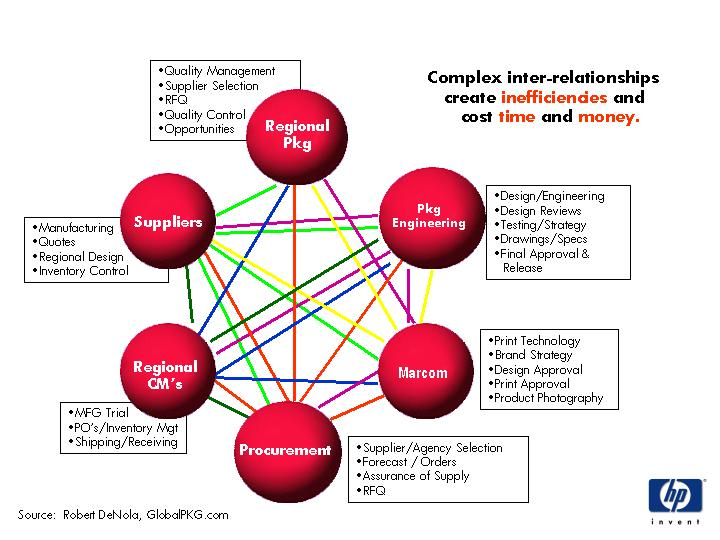 •Quality Management
•Supplier Selection
•RFQ
•Quality Control
•Opportunities
Regional
Pkg
Complex inter-relationships
create inefficiencies and
cost time and money.
Suppliers
•Manufacturing
•Quotes
•Regional Design
•Inventory Control
Pkg
Engineering
•Design/Engineering
•Design Reviews
•Testing/Strategy
•Drawings/Specs
•Final Approval &
Release
Regional
CM's
•MFG Trial
•PO's/Inventory Mgt
•Shipping/Receiving
Marcom
•Print Technology
•Brand Strategy
•Design Approval
•Print Approval
•Product Photography
Procurement
•Supplier/Agency Selection
•Forecast / Orders
•Assurance of Supply
•RFQ
hp
invent
Source: Robert DeNola, GlobalPKG.com